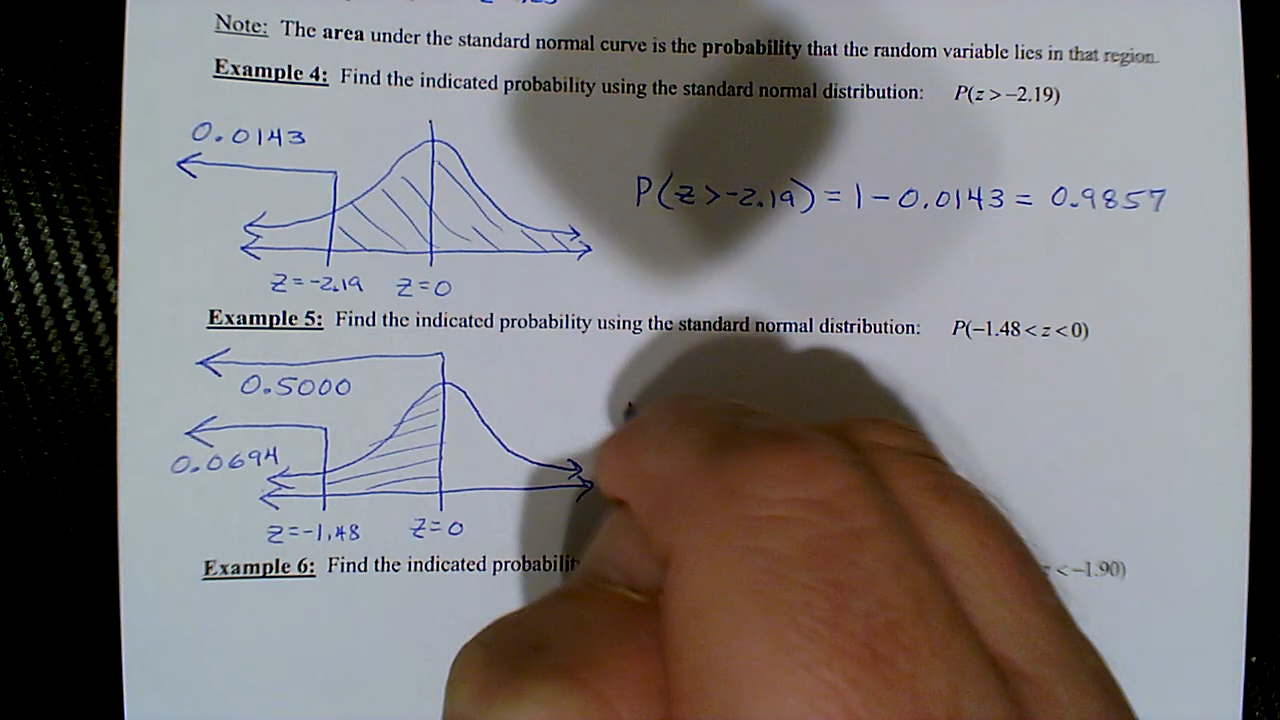 Note: The area under the standard normal curve is the probability that the random variable lies in that region.
Example 4: Find the indicated probability using the standard normal distribution: P(z > −2.19)
0.0143
P(z > -2.19) = 1 - 0.0143 = 0.9857
z = -2.19 z = 0
Example 5: Find the indicated probability using the standard normal distribution: P(−1.48 < z < 0)
0.5000
0.0694
z = -1.48 z = 0
Example 6: Find the indicated < −1.90)